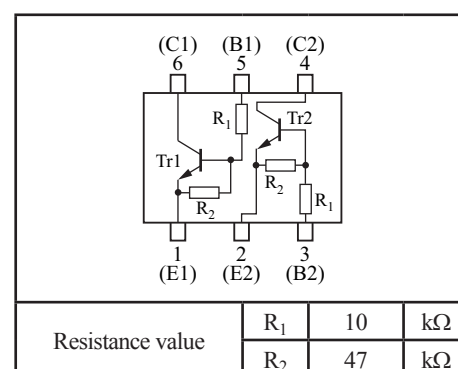 (C1) (B1) (C2)
6 5 4
R1 Tr2
Tr1
R2 R2 R1
1 2 3
(E1) (E2) (B2)
Resistance value R1 10 kΩ
R2 47 kΩ